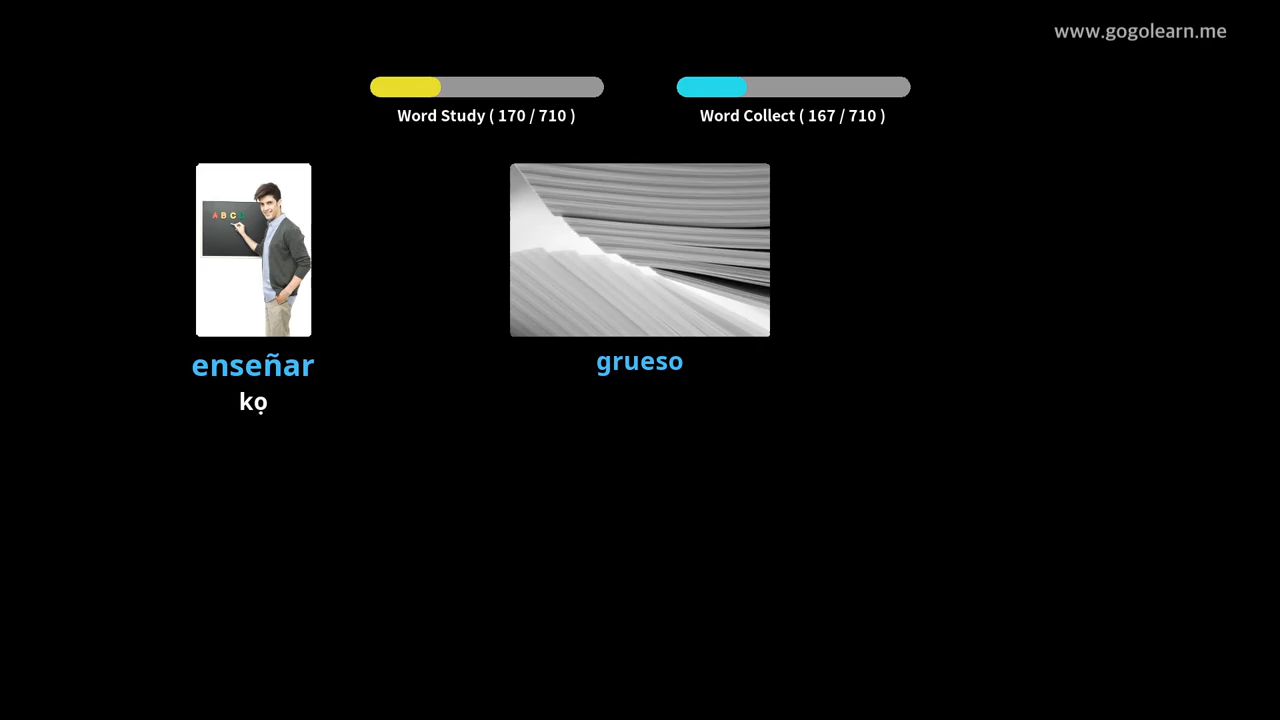 www.gogolearn.me
Word Study ( 170 / 710 )
Word Collect ( 167 / 710 )
A B C D
enseñar
kọ
grueso